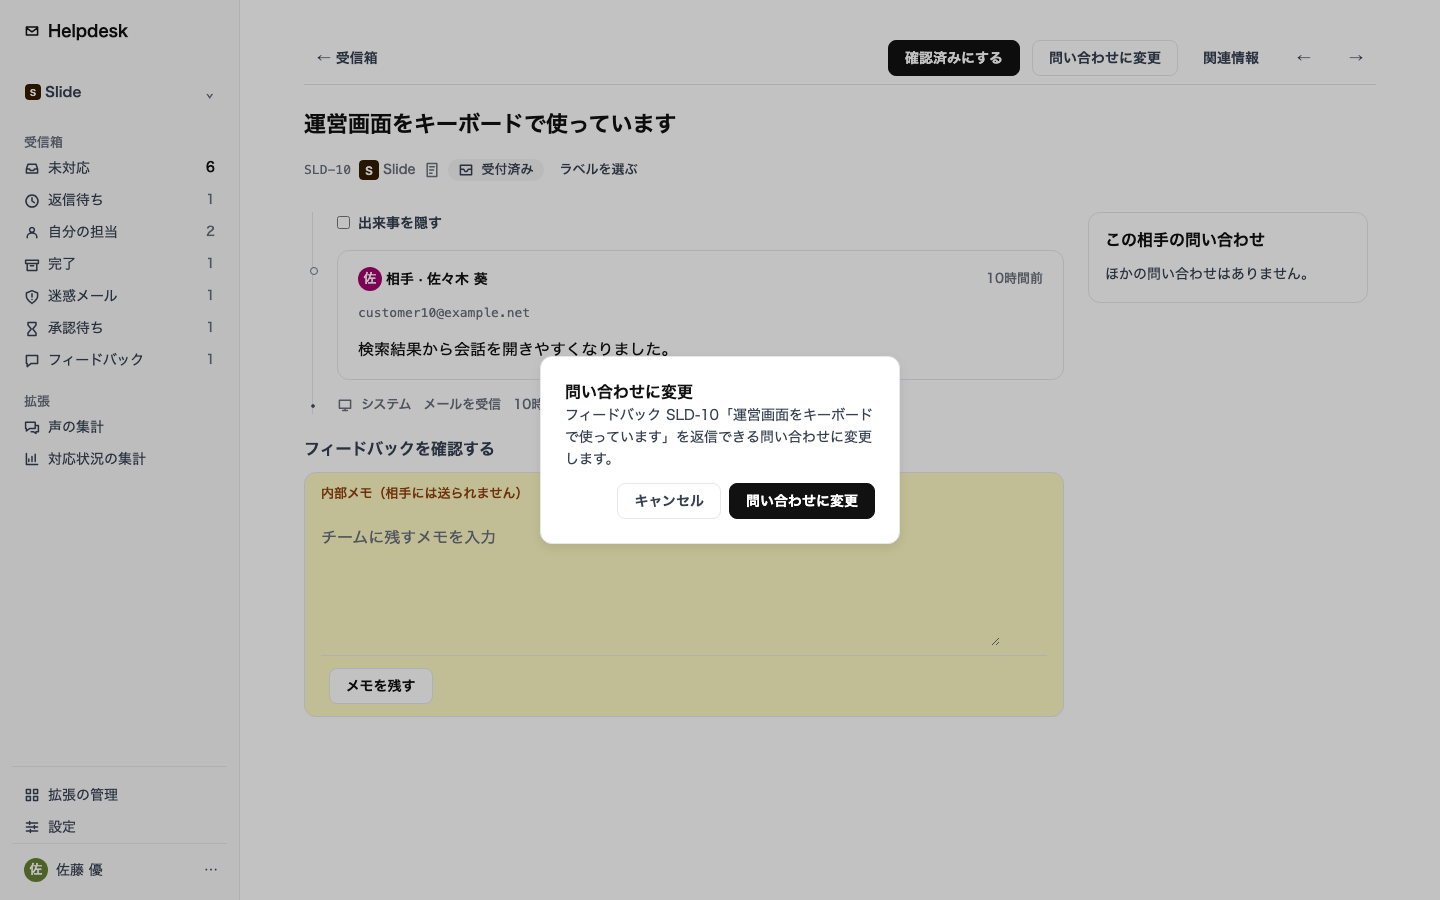 Helpdesk
S Slide
受信箱
未対応 6
返信待ち 1
自分の担当 2
完了 1
迷惑メール 1
承認待ち 1
フィードバック 1
拡張
声の集計
対応状況の集計
拡張の管理
設定
佐 佐藤 優 …
← 受信箱
確認済みにする
問い合わせに変更
関連情報
←
→
運営画面をキーボードで使っています
SLD-10 S Slide 受付済み ラベルを選ぶ
出来事を隠す
佐 相手 · 佐々木 葵 10時間前
customer10@example.net
検索結果から会話を開きやすくなりました。
システム メールを受信 10時
フィードバックを確認する
内部メモ（相手には送られません）
チームに残すメモを入力
メモを残す
この相手の問い合わせ
ほかの問い合わせはありません。
問い合わせに変更
フィードバック SLD-10「運営画面をキーボード
で使っています」を返信できる問い合わせに変更
します。
キャンセル
問い合わせに変更